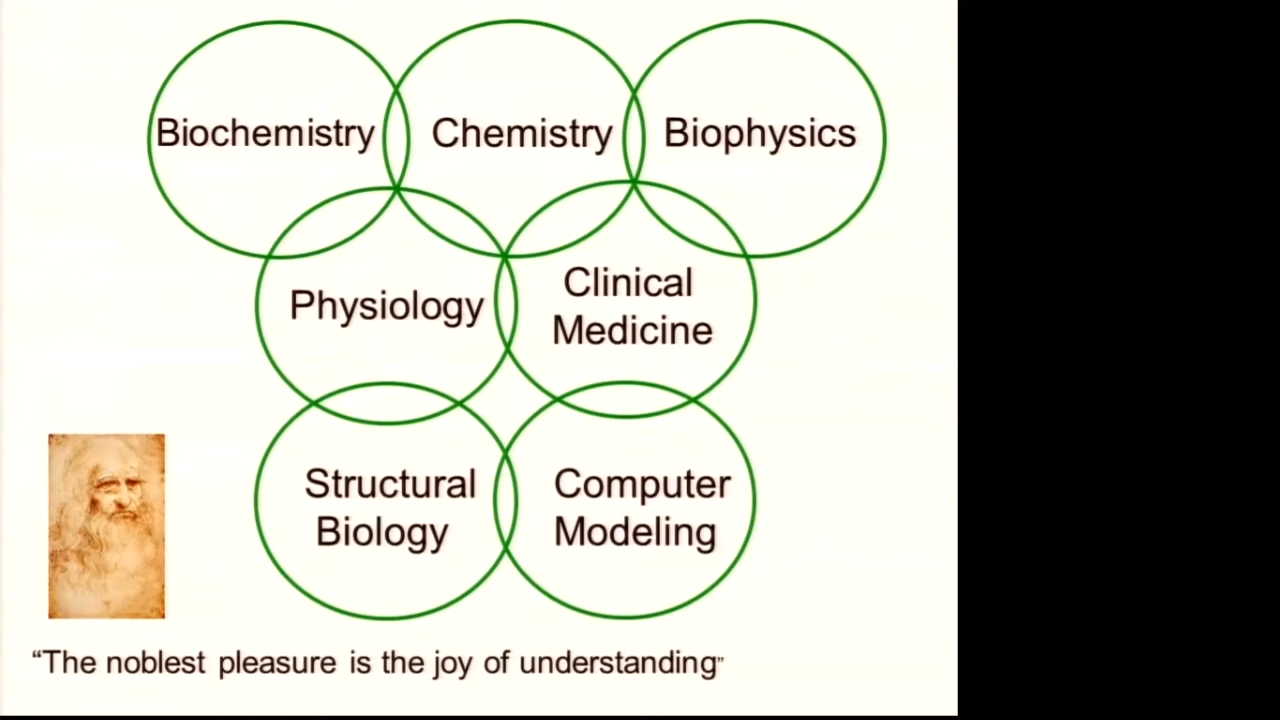 Biochemistry
Chemistry
Biophysics
Physiology
Clinical
Medicine
Structural
Biology
Computer
Modeling
“The noblest pleasure is the joy of understanding”